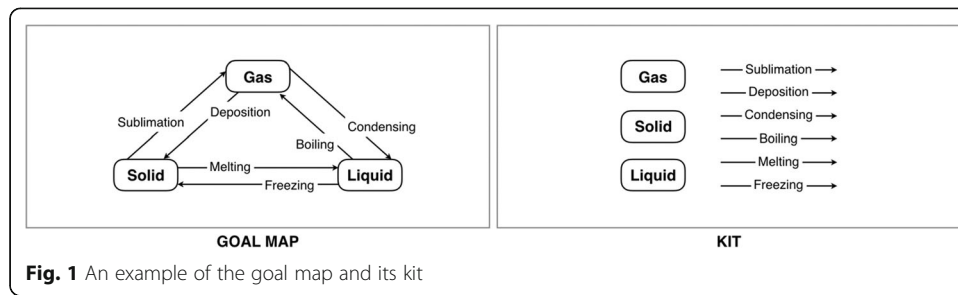 Gas
Sublimation
Deposition
Condensing
Boiling
Solid
Melting
Freezing
Liquid
GOAL MAP
Gas
Solid
Liquid
Sublimation
Deposition
Condensing
Boiling
Melting
Freezing
KIT
Fig. 1 An example of the goal map and its kit